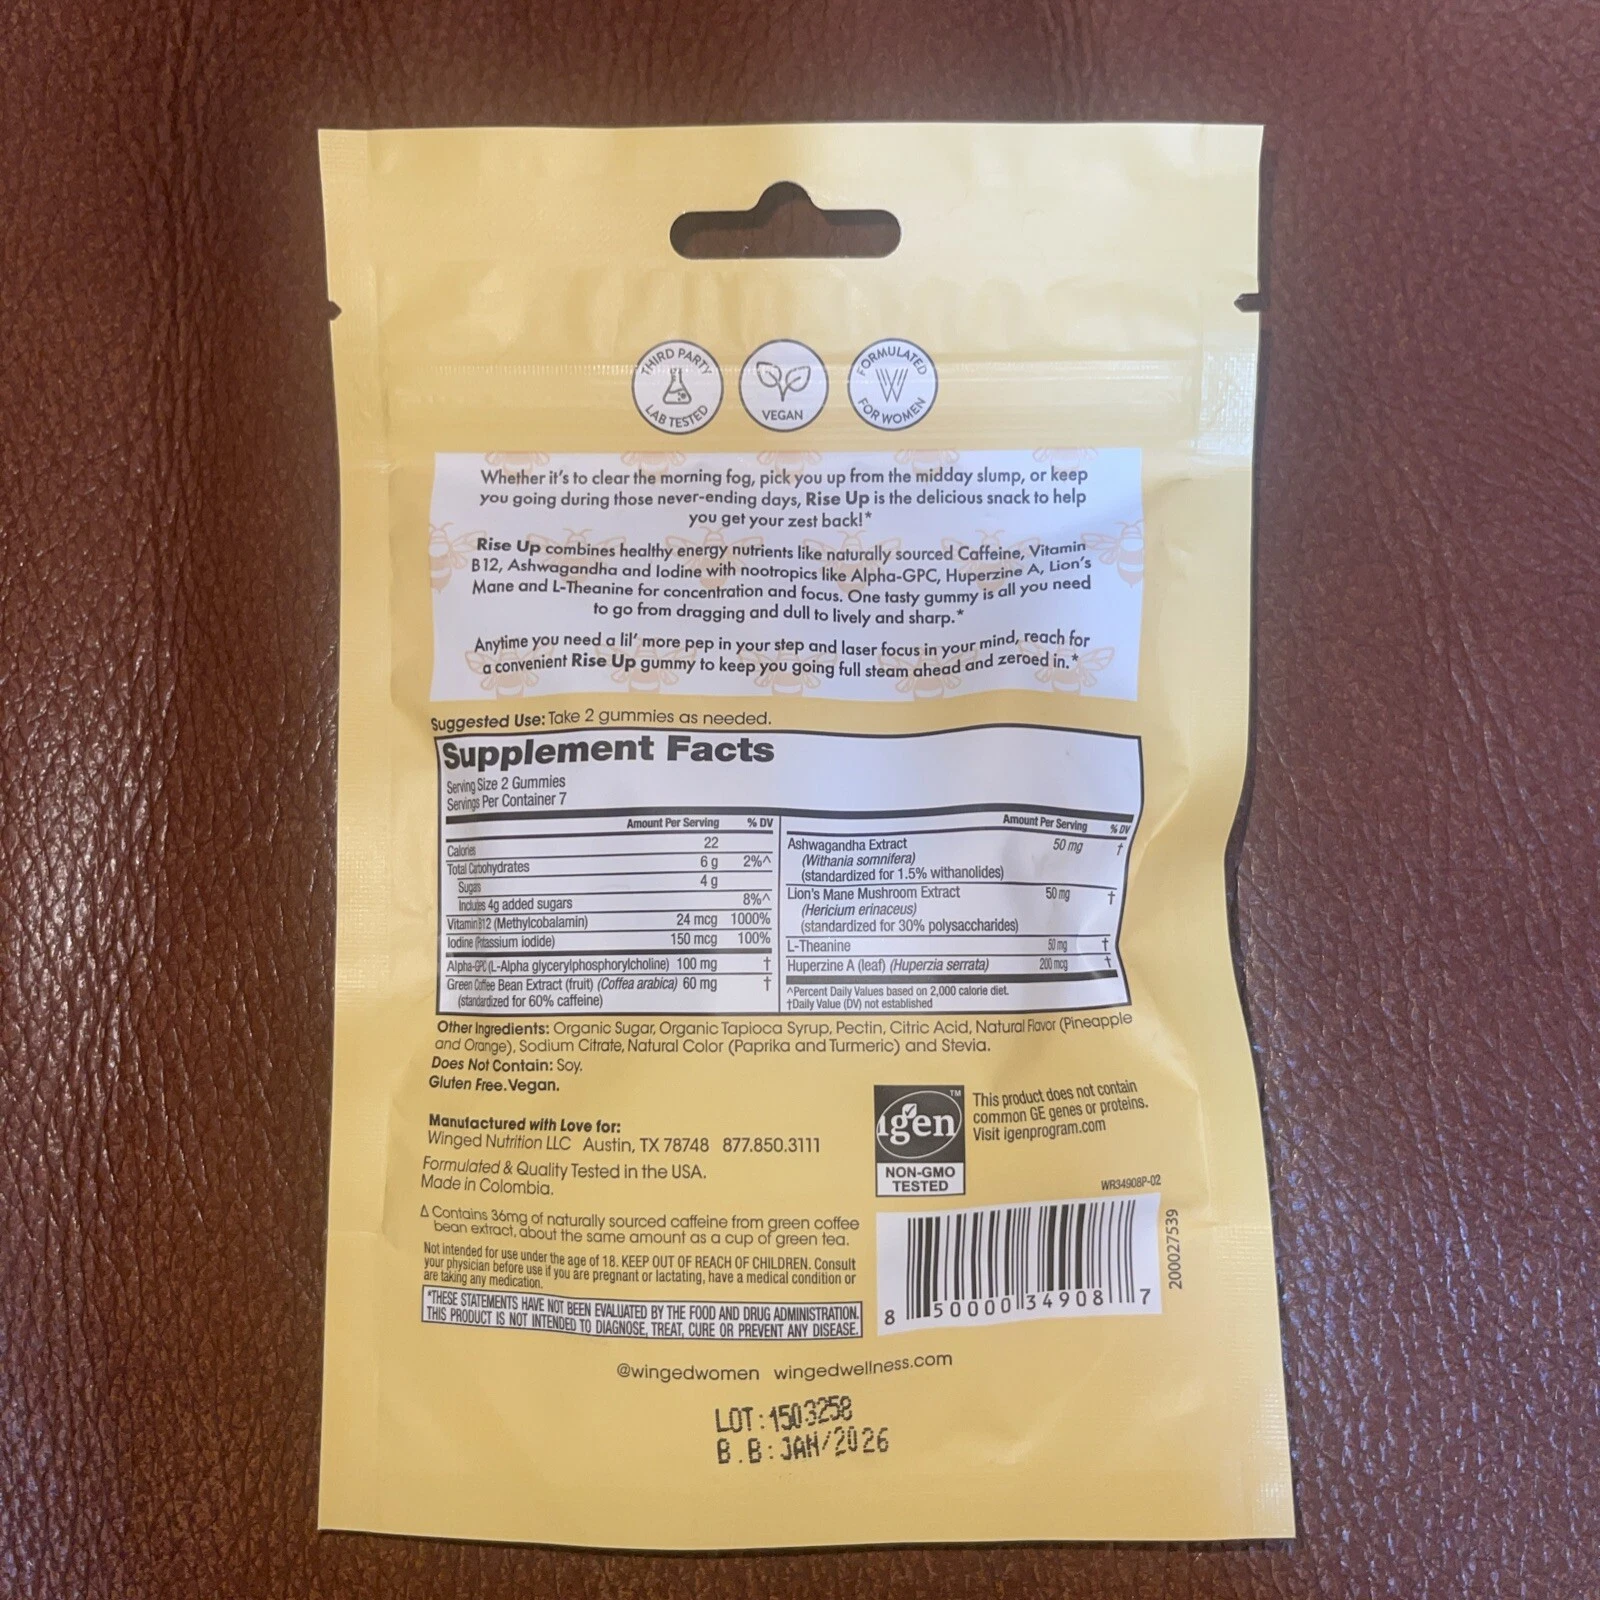 THIRD PARTY
LAB TESTED
VEGAN
FORMULATED
W
FOR WOMEN
Whether it's to clear the morning fog, pick you up from the midday slump, or keep
you going during those never-ending days, Rise Up is the delicious snack to help
you get your zest back!*
Rise Up combines healthy energy nutrients like naturally sourced Caffeine, Vitamin
B12, Ashwagandha and Iodine with nootropics like Alpha-GPC, Huperzine A, Lion's
Mane and L-Theanine for concentration and focus. One tasty gummy is all you need
to go from dragging and dull to lively and sharp.*
Anytime you need a lil' more pep in your step and laser focus in your mind, reach for
a convenient Rise Up gummy to keep you going full steam ahead and zeroed in.*
Suggested Use: Take 2 gummies as needed.
Supplement Facts
Serving Size 2 Gummies
Servings Per Container 7
Amount Per Serving % DV
Calories 22
Total Carbohydrates 6 g 2%^
Sugars 4 g
Includes 4g added sugars 8%^
Vitamin B12 (Methylcobalamin) 24 mcg 1000%
Iodine (Potassium iodide) 150 mcg 100%
Alpha-GPC (L-Alpha glycerylphosphorylcholine) 100 mg †
Green Coffee Bean Extract (fruit) (Coffea arabica) 60 mg †
(standardized for 60% caffeine)
Amount Per Serving % DV
Ashwagandha Extract 50 mg †
(Withania somnifera)
(standardized for 1.5% withanolides)
Lion's Mane Mushroom Extract 50 mg †
(Hericium erinaceus)
(standardized for 30% polysaccharides)
L-Theanine 50 mg †
Huperzine A (leaf) (Huperzia serrata) 200 mcg †
^Percent Daily Values based on 2,000 calorie diet.
†Daily Value (DV) not established
Other Ingredients: Organic Sugar, Organic Tapioca Syrup, Pectin, Citric Acid, Natural Flavor (Pineapple
and Orange), Sodium Citrate, Natural Color (Paprika and Turmeric) and Stevia.
Does Not Contain: Soy.
Gluten Free. Vegan.
Manufactured with Love for:
Winged Nutrition LLC Austin, TX 78748 877.850.3111
Formulated & Quality Tested in the USA.
Made in Colombia.
Δ Contains 36mg of naturally sourced caffeine from green coffee
bean extract, about the same amount as a cup of green tea.
Not intended for use under the age of 18. KEEP OUT OF REACH OF CHILDREN. Consult
your physician before use if you are pregnant or lactating, have a medical condition or
are taking any medication.
*THESE STATEMENTS HAVE NOT BEEN EVALUATED BY THE FOOD AND DRUG ADMINISTRATION.
THIS PRODUCT IS NOT INTENDED TO DIAGNOSE, TREAT, CURE OR PREVENT ANY DISEASE.
igen TM
NON-GMO
TESTED
This product does not contain
common GE genes or proteins.
Visit igenprogram.com
WR34908P-02
8 50000 34908 7
200027539
@wingedwomen wingedwellness.com
LOT:1503258
B.B:JAN/2026